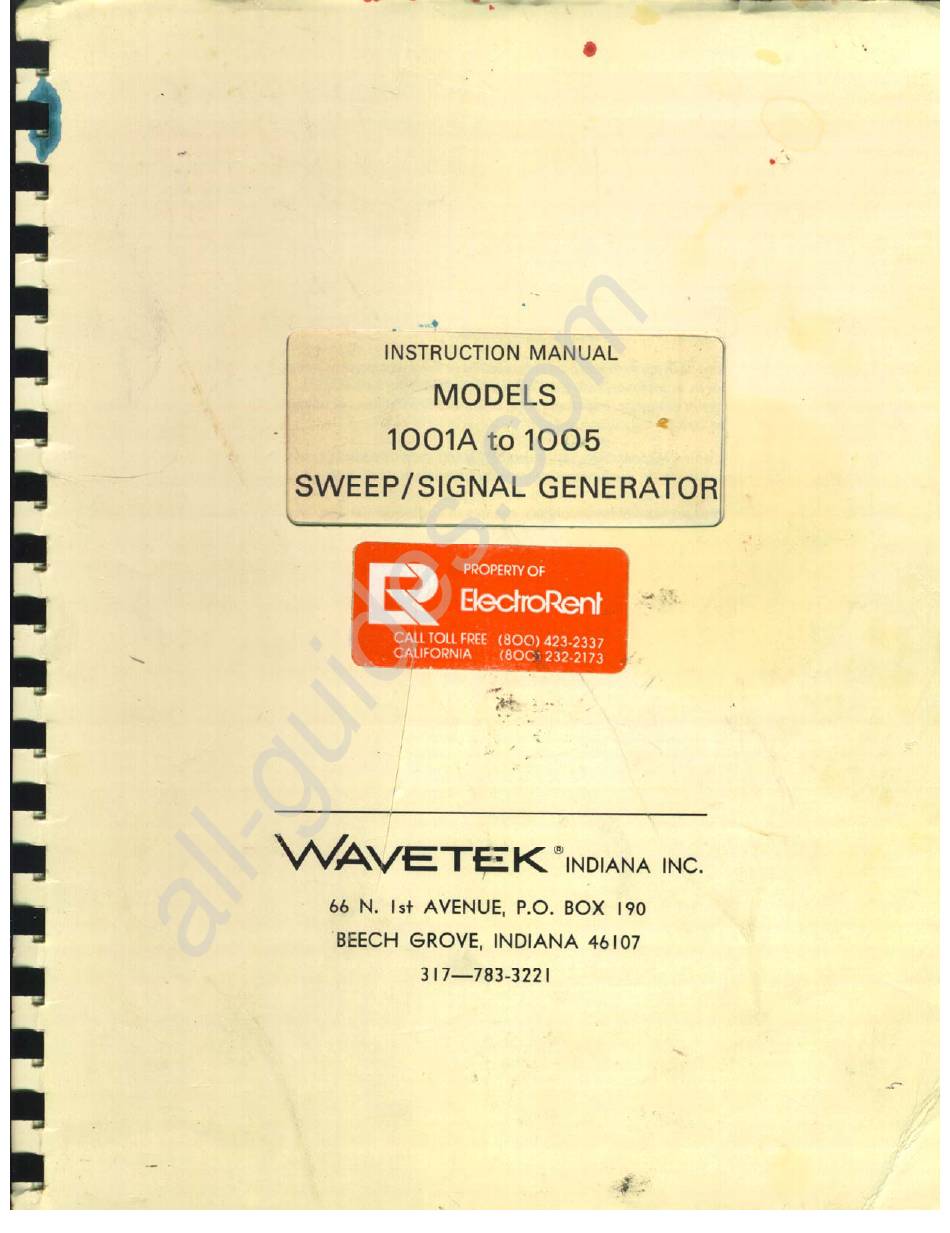 INSTRUCTION MANUAL
MODELS
1001A to 1005
SWEEP/SIGNAL GENERATOR
PROPERTY OF
ElectroRent
CALL TOLL FREE (800) 423-2337
CALIFORNIA (800) 232-2173
WAVETEK® INDIANA INC.
66 N. 1st AVENUE, P.O. BOX 190
BEECH GROVE, INDIANA 46107
317—783-3221
all-guides.com